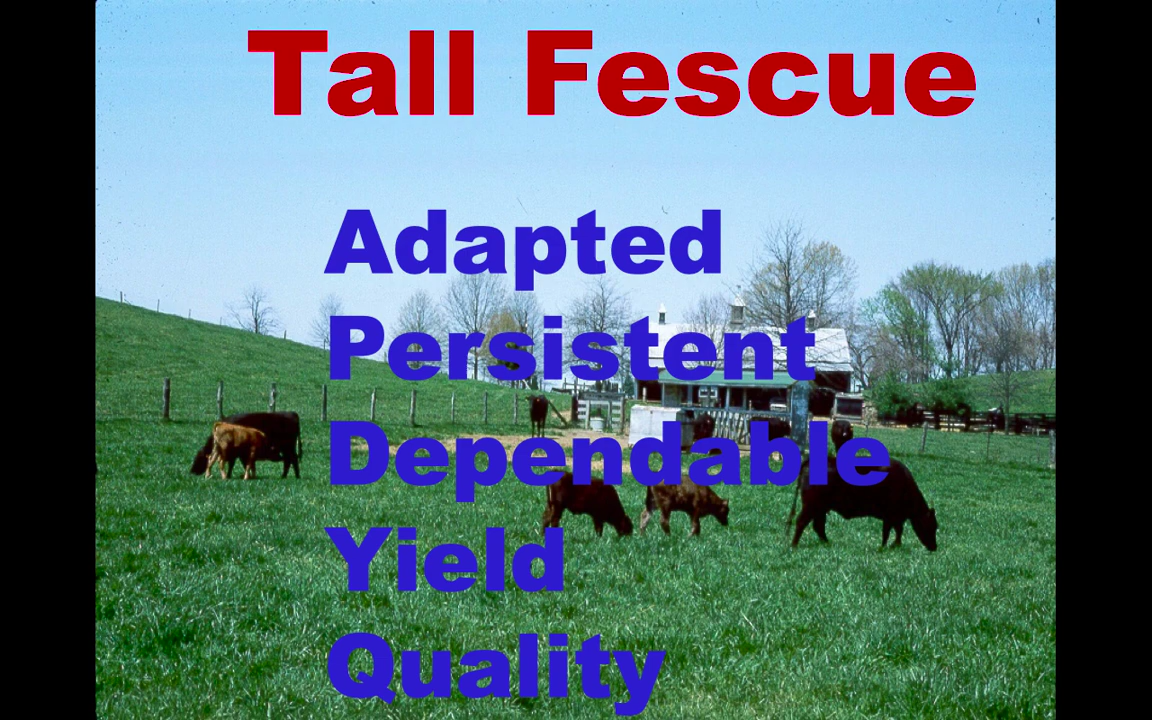 Tall Fescue
Adapted
Persistent
Dependable
Yield
Quality